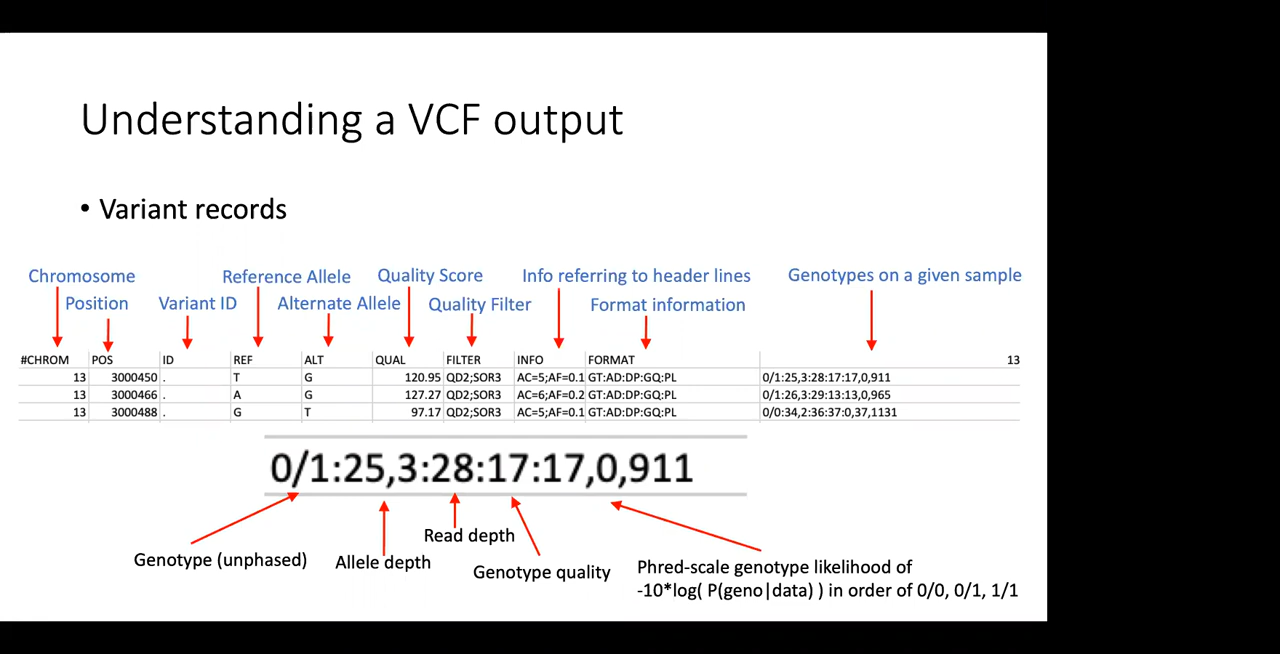 Understanding a VCF output
• Variant records
Chromosome
Reference Allele
Quality Score
Info referring to header lines
Genotypes on a given sample
Position
Variant ID
Alternate Allele
Quality Filter
Format information
#CHROM POS ID REF ALT QUAL FILTER INFO FORMAT 13
13 3000450 . T G 120.95 QD2;SOR3 AC=5;AF=0.1 GT:AD:DP:GQ:PL 0/1:25,3:28:17:17,0,911
13 3000466 . A G 127.27 QD2;SOR3 AC=6;AF=0.2 GT:AD:DP:GQ:PL 0/1:26,3:29:13:13,0,965
13 3000488 . G T 97.17 QD2;SOR3 AC=5;AF=0.1 GT:AD:DP:GQ:PL 0/0:34,2:36:37:0,37,1131
0/1:25,3:28:17:17,0,911
Read depth
Genotype (unphased)
Allele depth
Genotype quality
Phred-scale genotype likelihood of
-10*log( P(geno|data) ) in order of 0/0, 0/1, 1/1